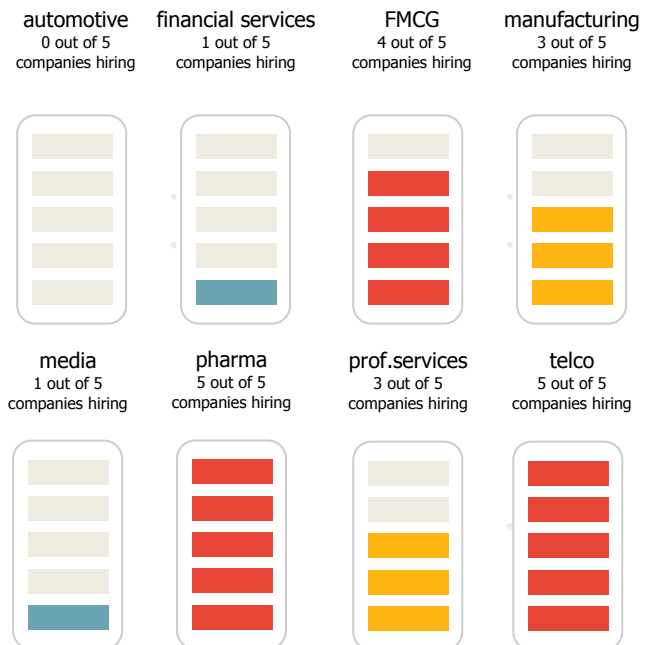 automotive
0 out of 5
companies hiring
financial services
1 out of 5
companies hiring
FMCG
4 out of 5
companies hiring
manufacturing
3 out of 5
companies hiring
media
1 out of 5
companies hiring
pharma
5 out of 5
companies hiring
prof.services
3 out of 5
companies hiring
telco
5 out of 5
companies hiring